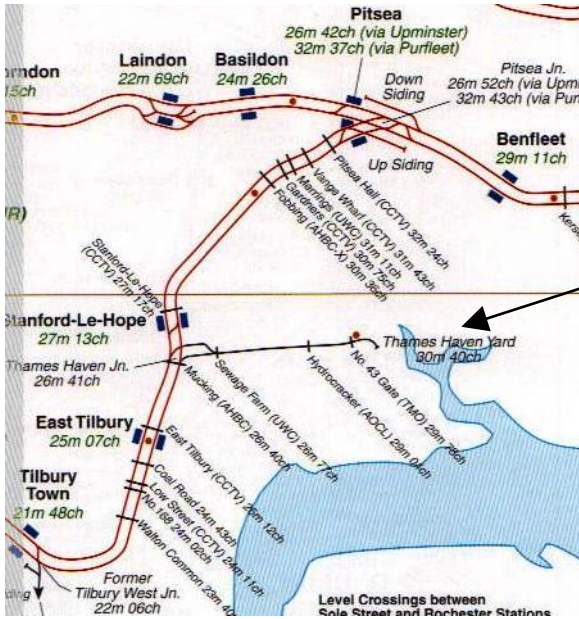 Pitsea
26m 42ch (via Upminster)
32m 37ch (via Purfleet)
Laindon
22m 69ch
Basildon
24m 26ch
Down
Siding
Pitsea Jn.
26m 52ch (via Upm
32m 43ch (via Pur
orndon
15ch
Benfleet
29m 11ch
Up Siding
Pitsea Hall (CCTV) 32m 24ch
Vange Wharf (CCTV) 31m 43ch
Marrings (UWC) 31m 11ch
Gardners (CCTV) 30m 75ch
Fobbing (AHBC-X) 30m 36ch
Stanford-Le-Hope
(CCTV) 27m 17ch
Stanford-Le-Hope
27m 13ch
Thames Haven Jn.
26m 41ch
Thames Haven Yard
30m 40ch
Mucking (AHBC) 26m 40ch
Sewage Farm (UWC) 26m 77ch
Hydrocracker (AOCL) 29m 04ch
No. 43 Gate (TMO) 29m 78ch
East Tilbury
25m 07ch
East Tilbury (CCTV) 26m 12ch
Coal Road 24m 43ch
Low Street (CCTV) 24m 11ch
No.168 24m 02ch
Walton Common 23m 40
Tilbury
Town
21m 48ch
Former
Tilbury West Jn.
22m 06ch
Level Crossings between
Sole Street and Rochester Stations